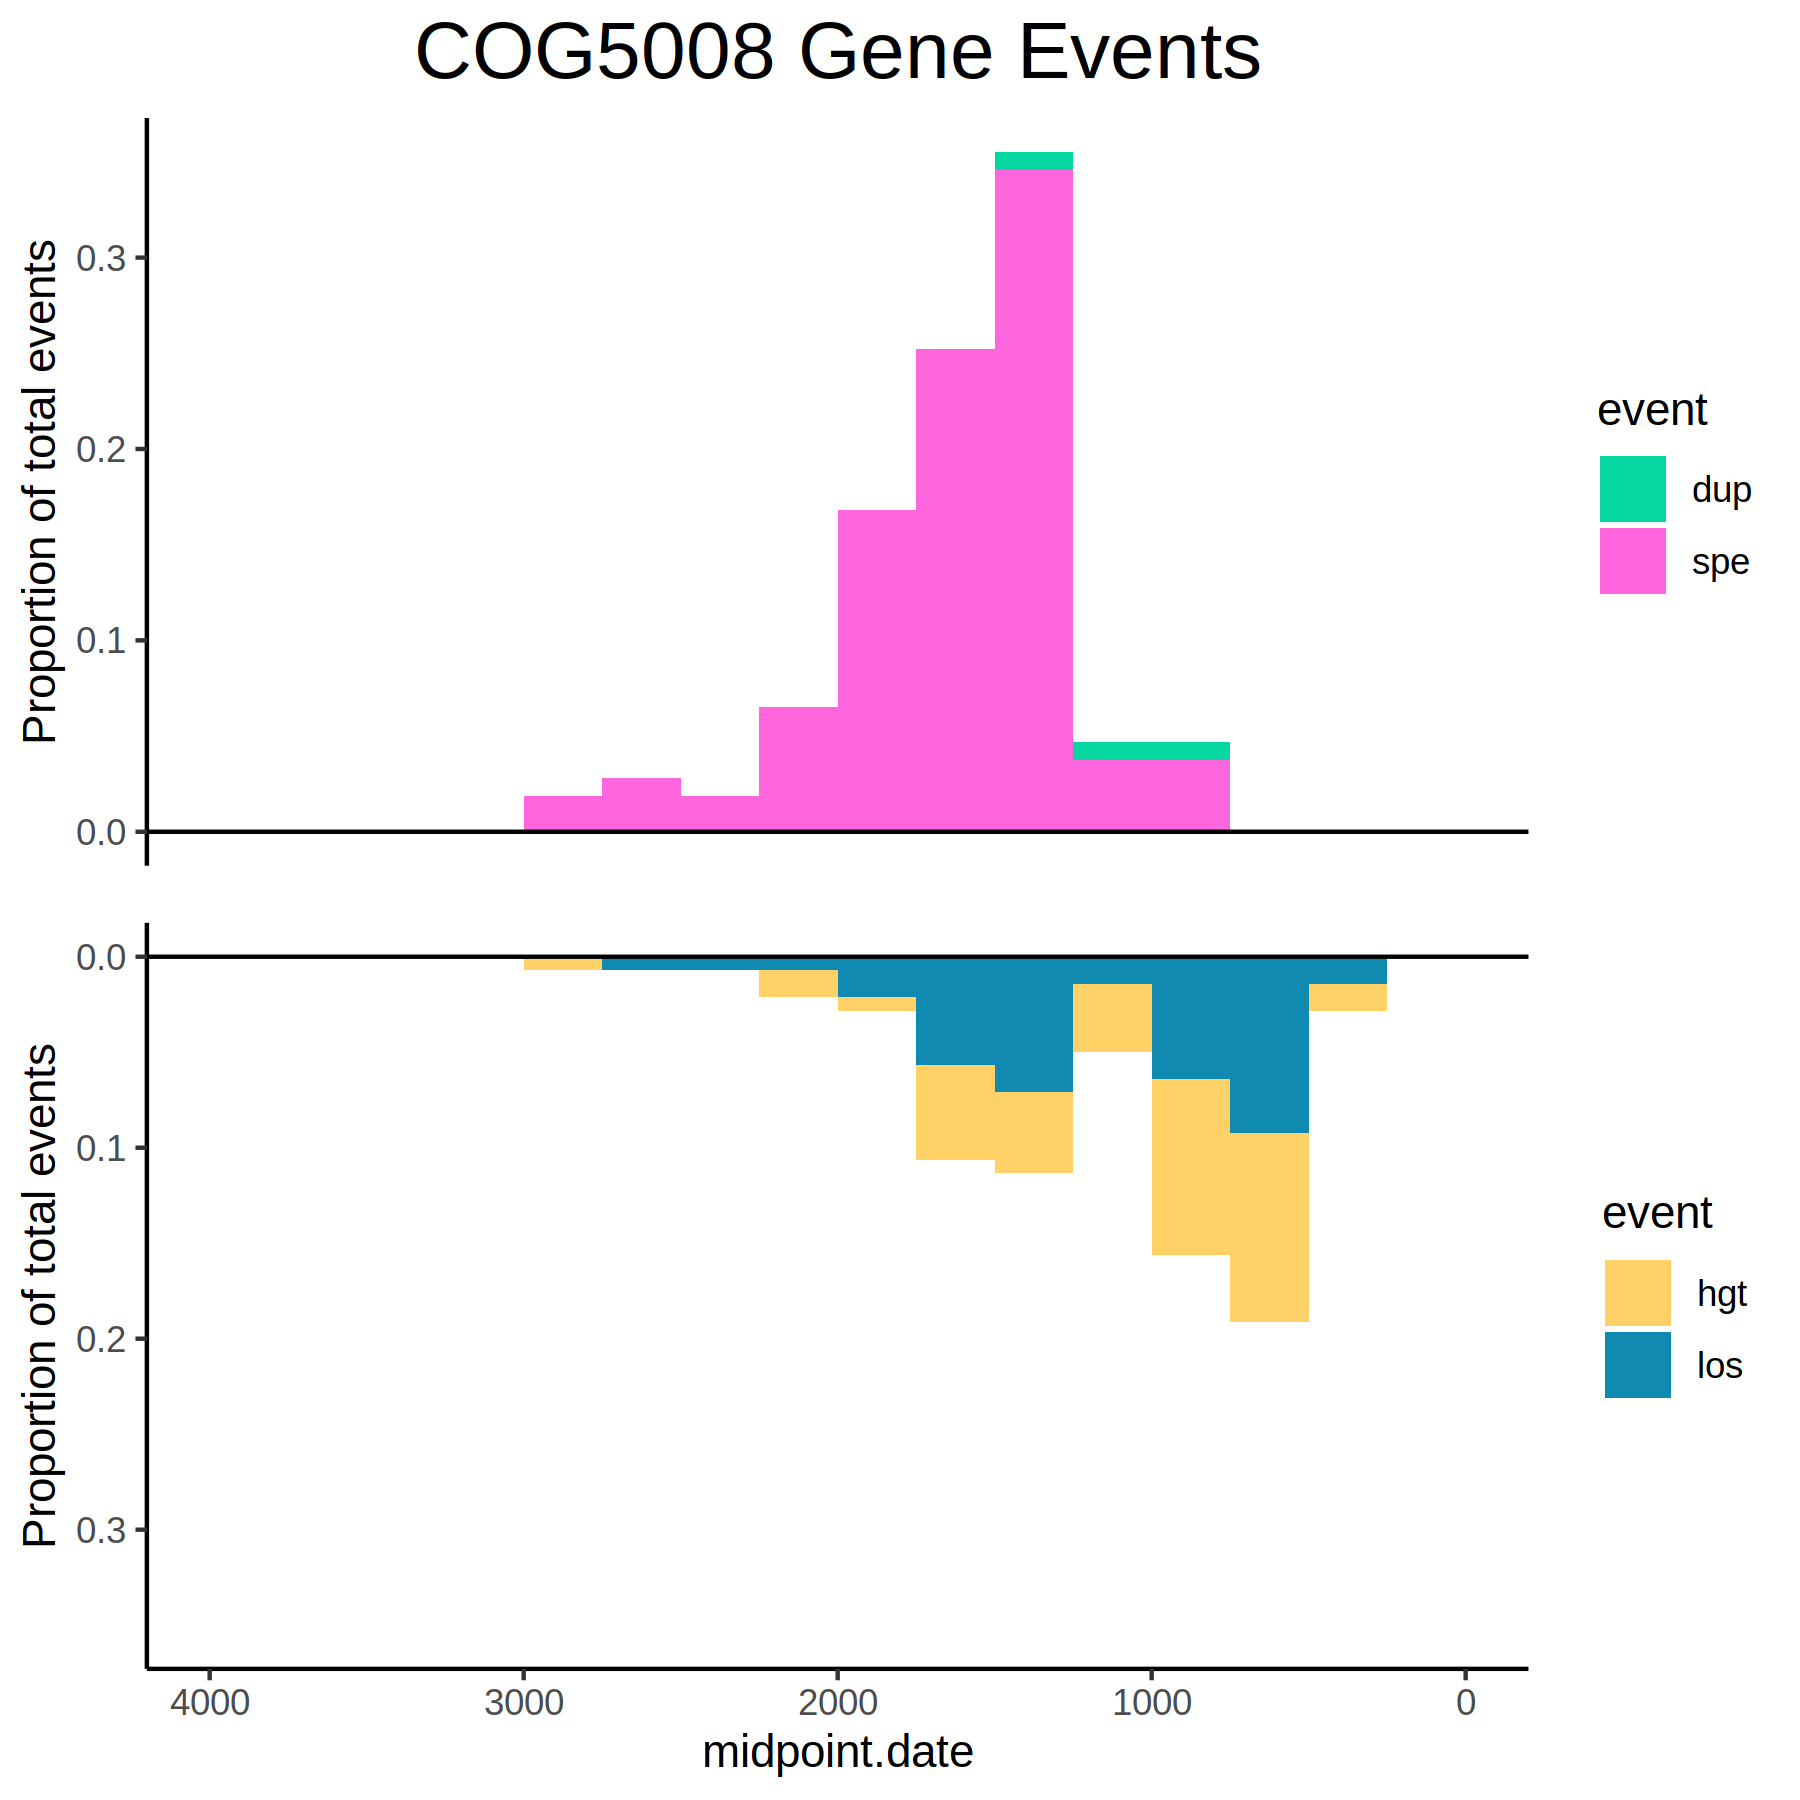 COG5008 Gene Events
Proportion of total events
0.3
0.2
0.1
0.0
event
dup
spe
Proportion of total events
0.0
0.1
0.2
0.3
event
hgt
los
4000 3000 2000 1000 0
midpoint.date